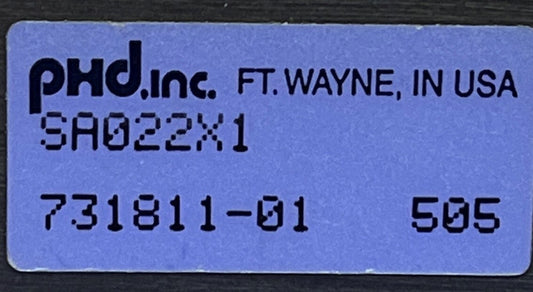 PHD,inc. FT. WAYNE, IN USA
SA022X1
731811-01 505